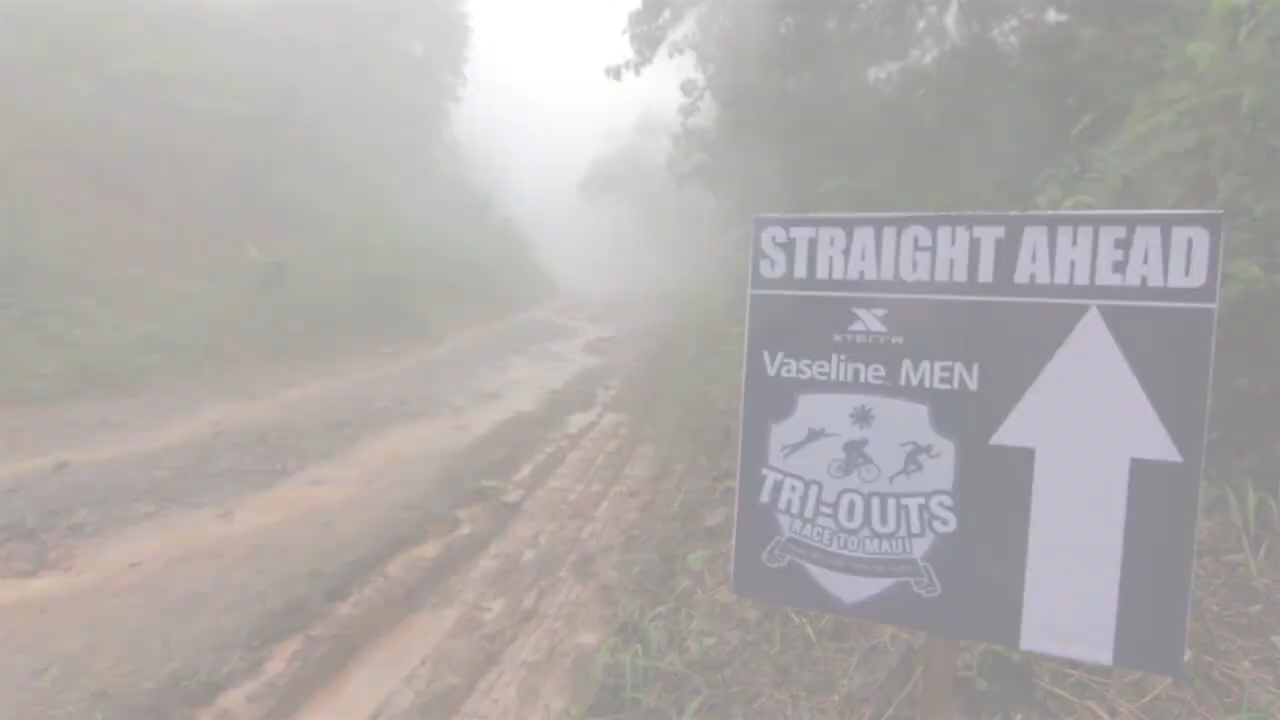 STRAIGHT AHEAD
XTERRA
Vaseline MEN
TRI-OUTS
RACE TO MAUI